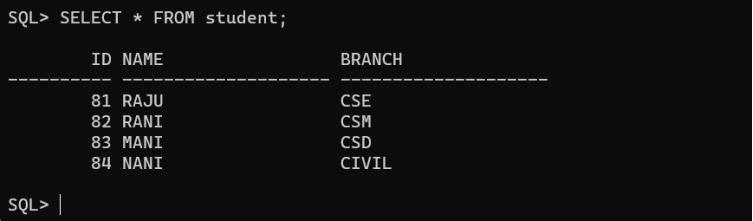 SQL> SELECT * FROM student;
        ID NAME                 BRANCH
---------- -------------------- --------------------
        81 RAJU                 CSE
        82 RANI                 CSM
        83 MANI                 CSD
        84 NANI                 CIVIL
SQL>